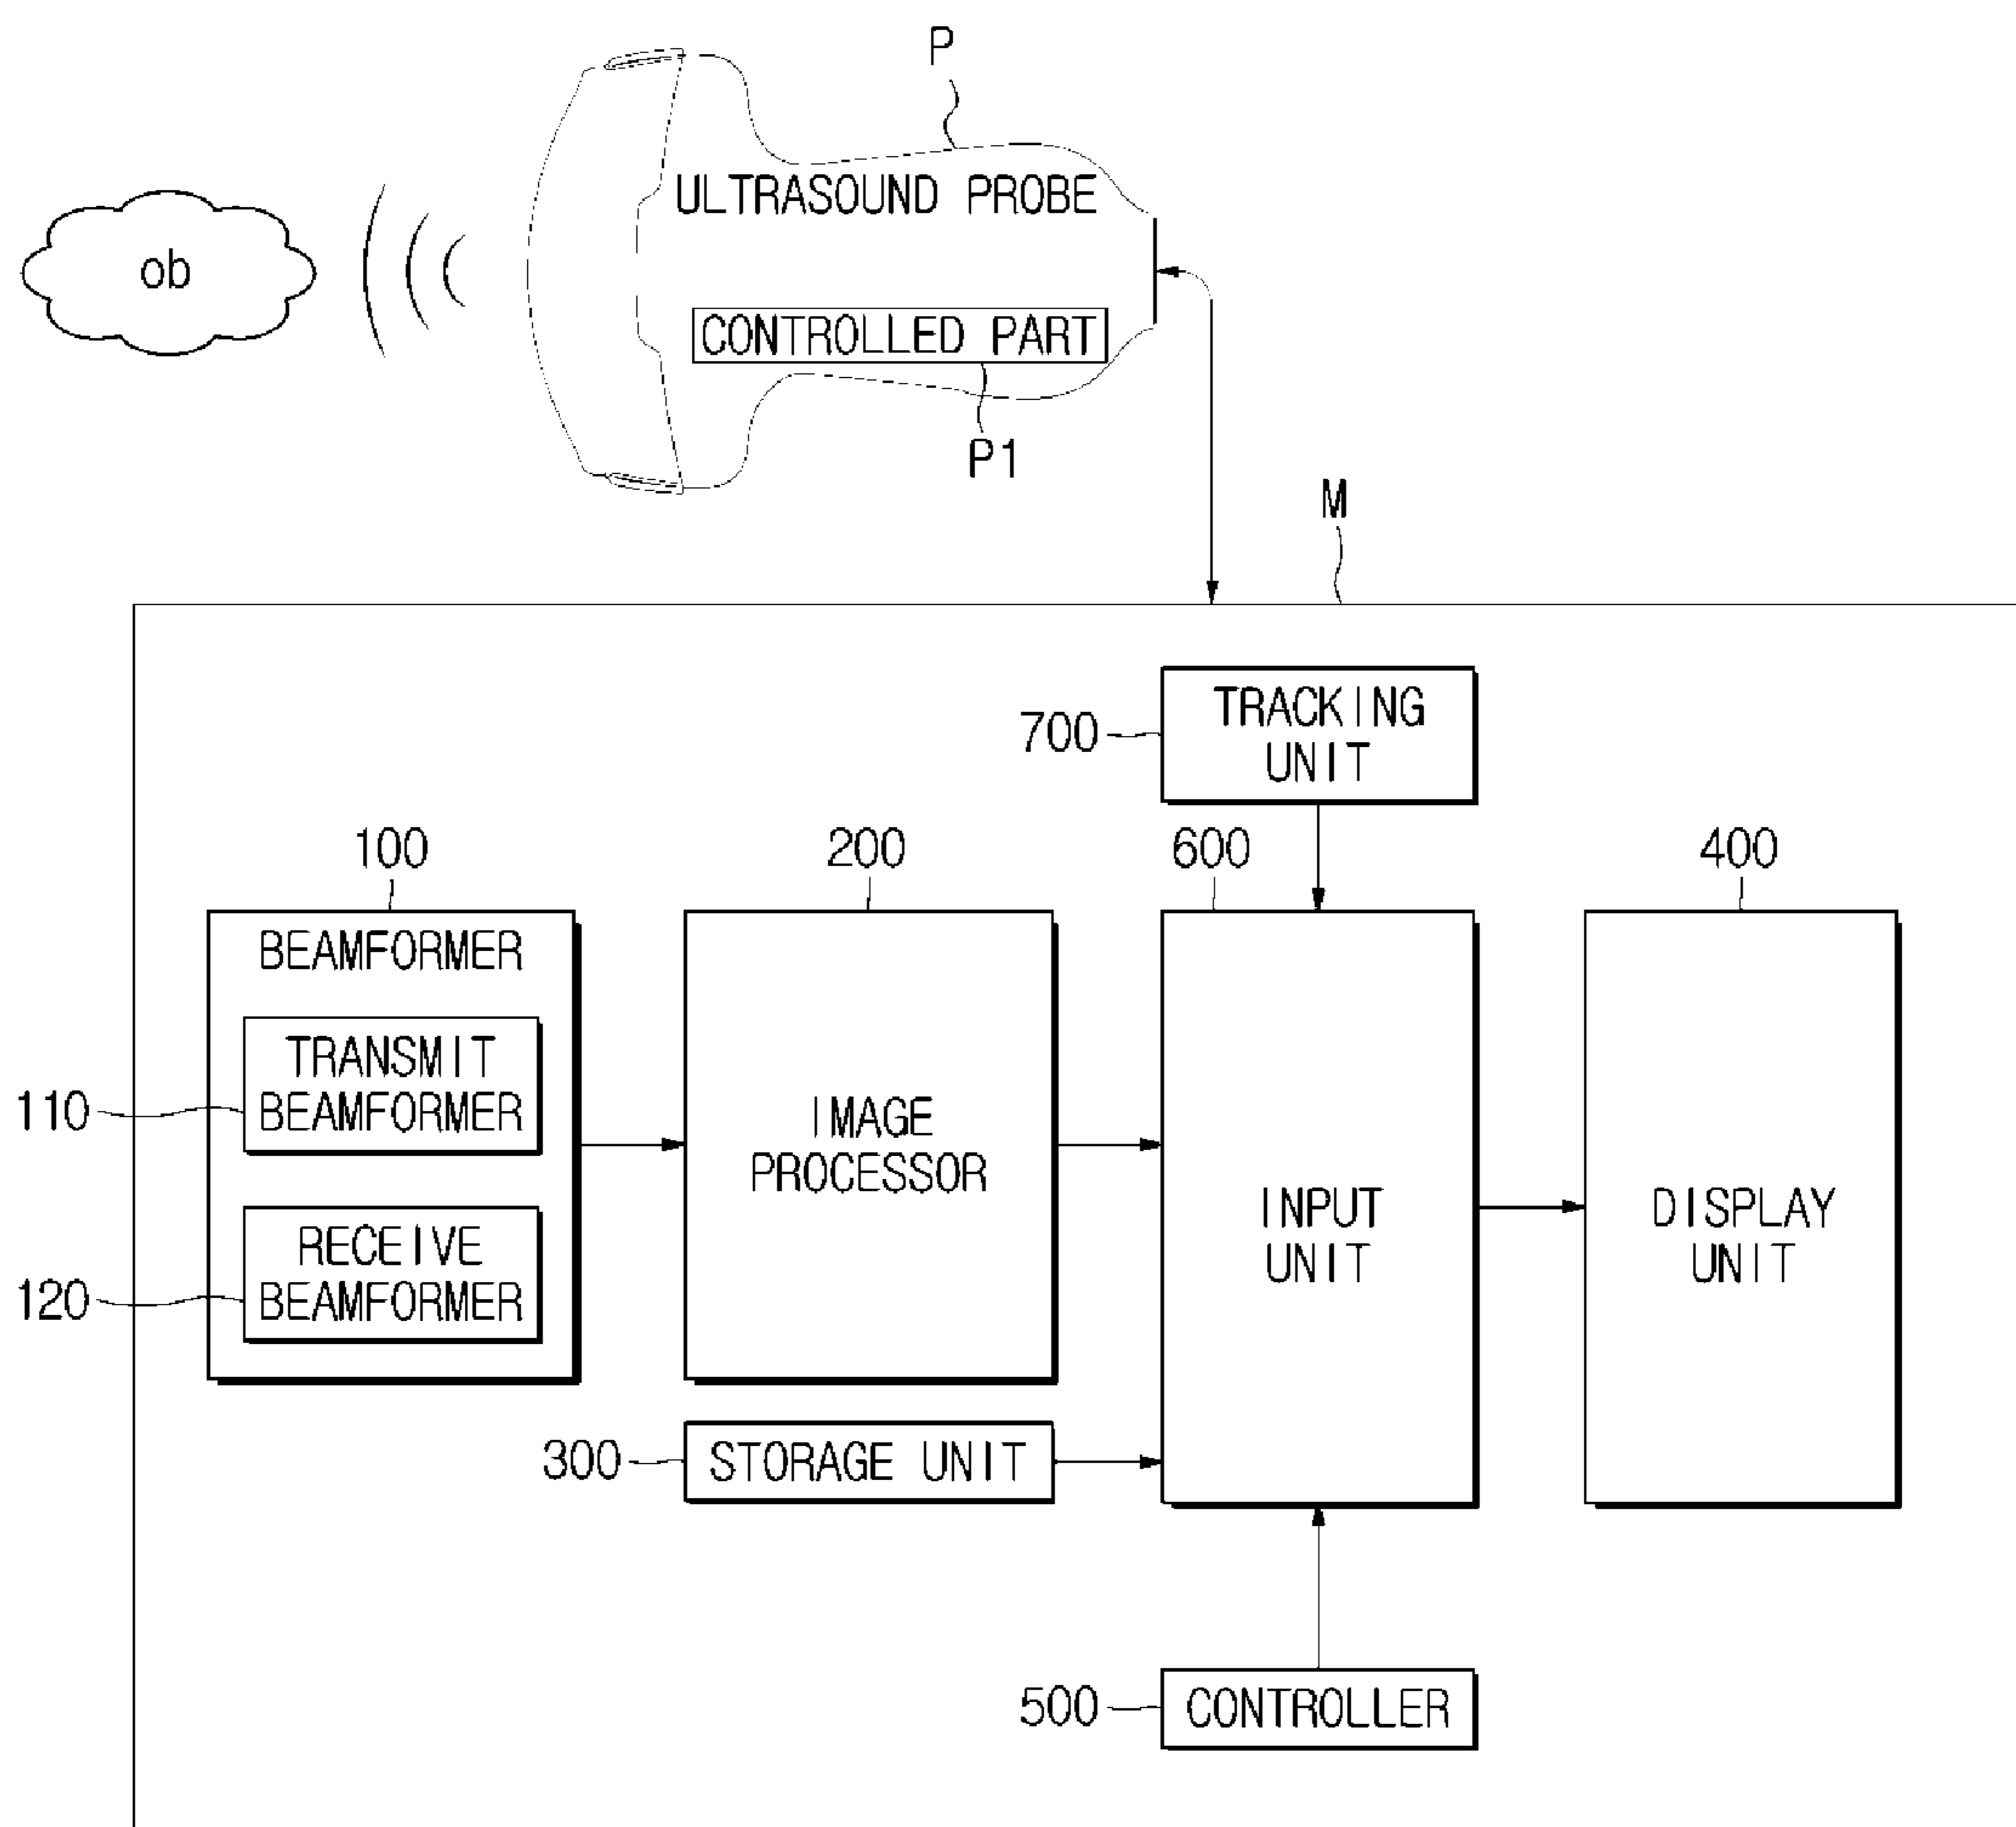 P
ULTRASOUND PROBE
ob
CONTROLLED PART
P1
M
700
TRACKING
UNIT
100
200
600
400
BEAMFORMER
TRANSMIT
BEAMFORMER
110
IMAGE
PROCESSOR
RECEIVE
BEAMFORMER
120
INPUT
UNIT
DISPLAY
UNIT
300
STORAGE UNIT
500
CONTROLLER